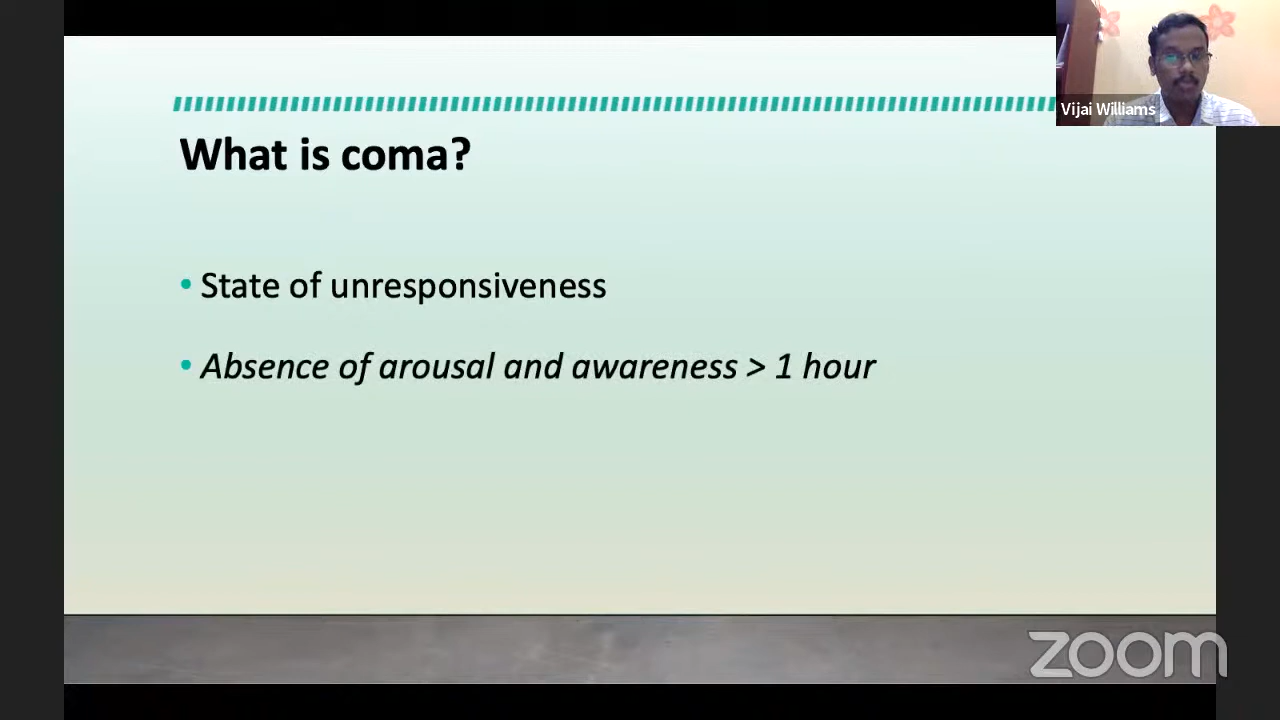 Vijai Williams
What is coma?
• State of unresponsiveness
• Absence of arousal and awareness > 1 hour
zoom